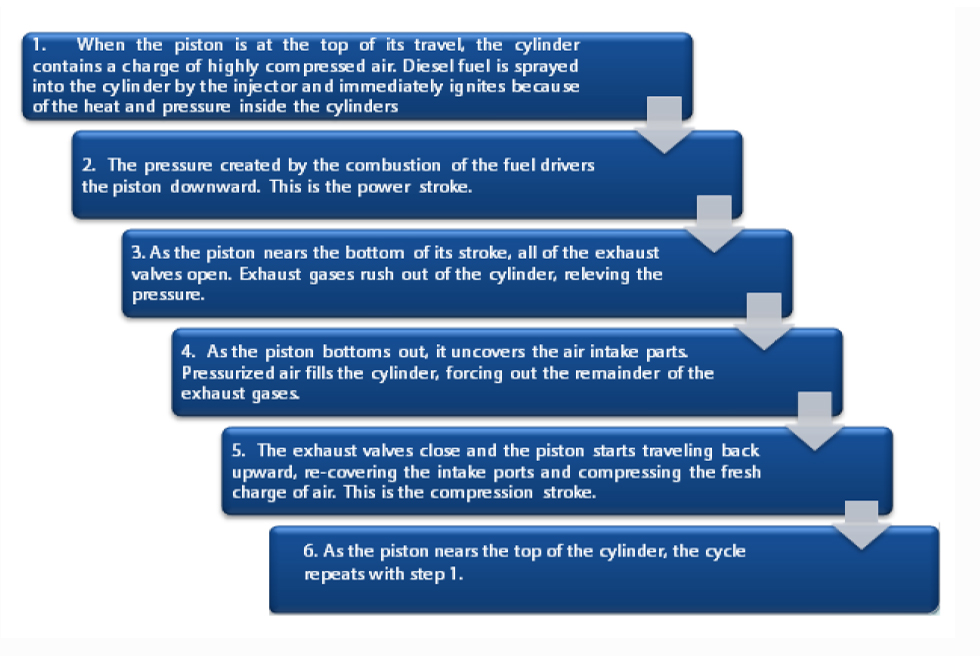 1. When the piston is at the top of its travel, the cylinder
contains a charge of highly compressed air. Diesel fuel is sprayed
into the cylinder by the injector and immediately ignites because
of the heat and pressure inside the cylinders
2. The pressure created by the combustion of the fuel drivers
the piston downward. This is the power stroke.
3. As the piston nears the bottom of its stroke, all of the exhaust
valves open. Exhaust gases rush out of the cylinder, releving the
pressure.
4. As the piston bottoms out, it uncovers the air intake parts.
Pressurized air fills the cylinder, forcing out the remainder of the
exhaust gases.
5. The exhaust valves close and the piston starts traveling back
upward, re-covering the intake ports and compressing the fresh
charge of air. This is the compression stroke.
6. As the piston nears the top of the cylinder, the cycle
repeats with step 1.